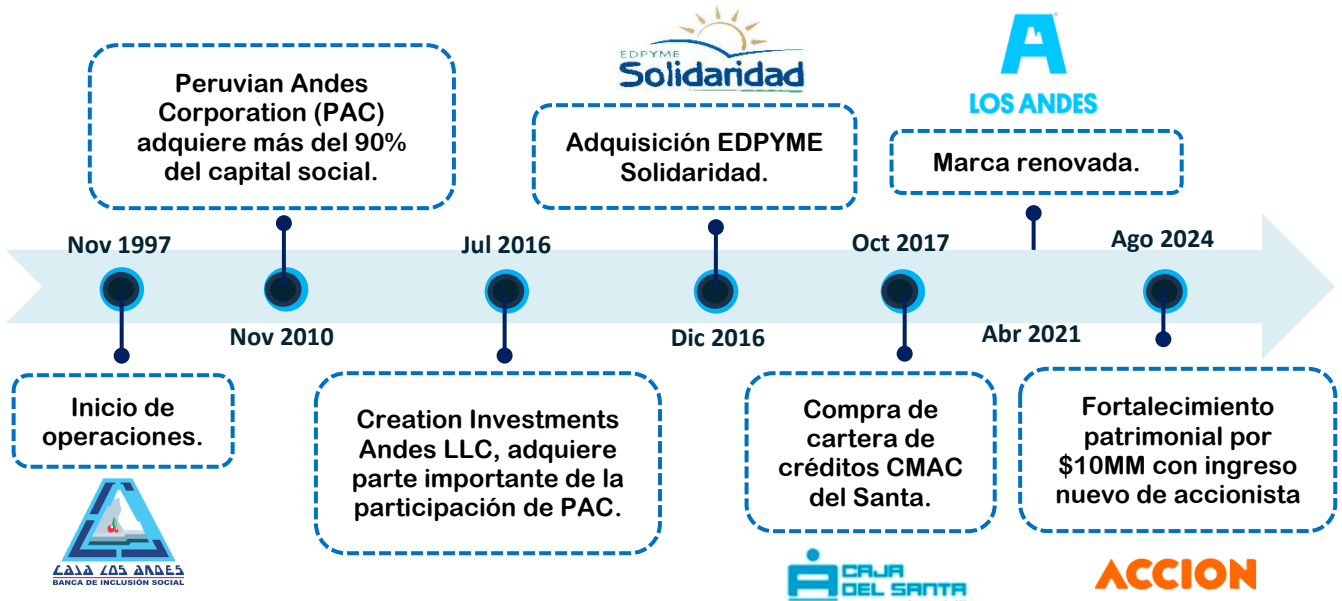 EDPYME
Solidaridad
LOS ANDES
Peruvian Andes
Corporation (PAC)
adquiere más del 90%
del capital social.
Adquisición EDPYME
Solidaridad.
Marca renovada.
Nov 1997
Jul 2016
Oct 2017
Ago 2024
Nov 2010
Dic 2016
Abr 2021
Inicio de
operaciones.
Creation Investments
Andes LLC, adquiere
parte importante de la
participación de PAC.
Compra de
cartera de
créditos CMAC
del Santa.
Fortalecimiento
patrimonial por
$10MM con ingreso
nuevo de accionista
CAJA LOS ANDES
BANCA DE INCLUSIÓN SOCIAL
CAJA
DEL SANTA
ACCION